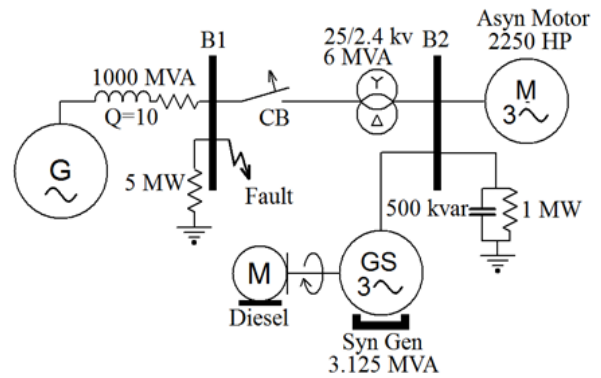 Asyn Motor
2250 HP
25/2.4 kv
6 MVA
B1
B2
1000 MVA
Q=10
CB
Y
Δ
M
3~
G
~
5 MW
Fault
500 kvar
1 MW
M
GS
3~
Diesel
Syn Gen
3.125 MVA